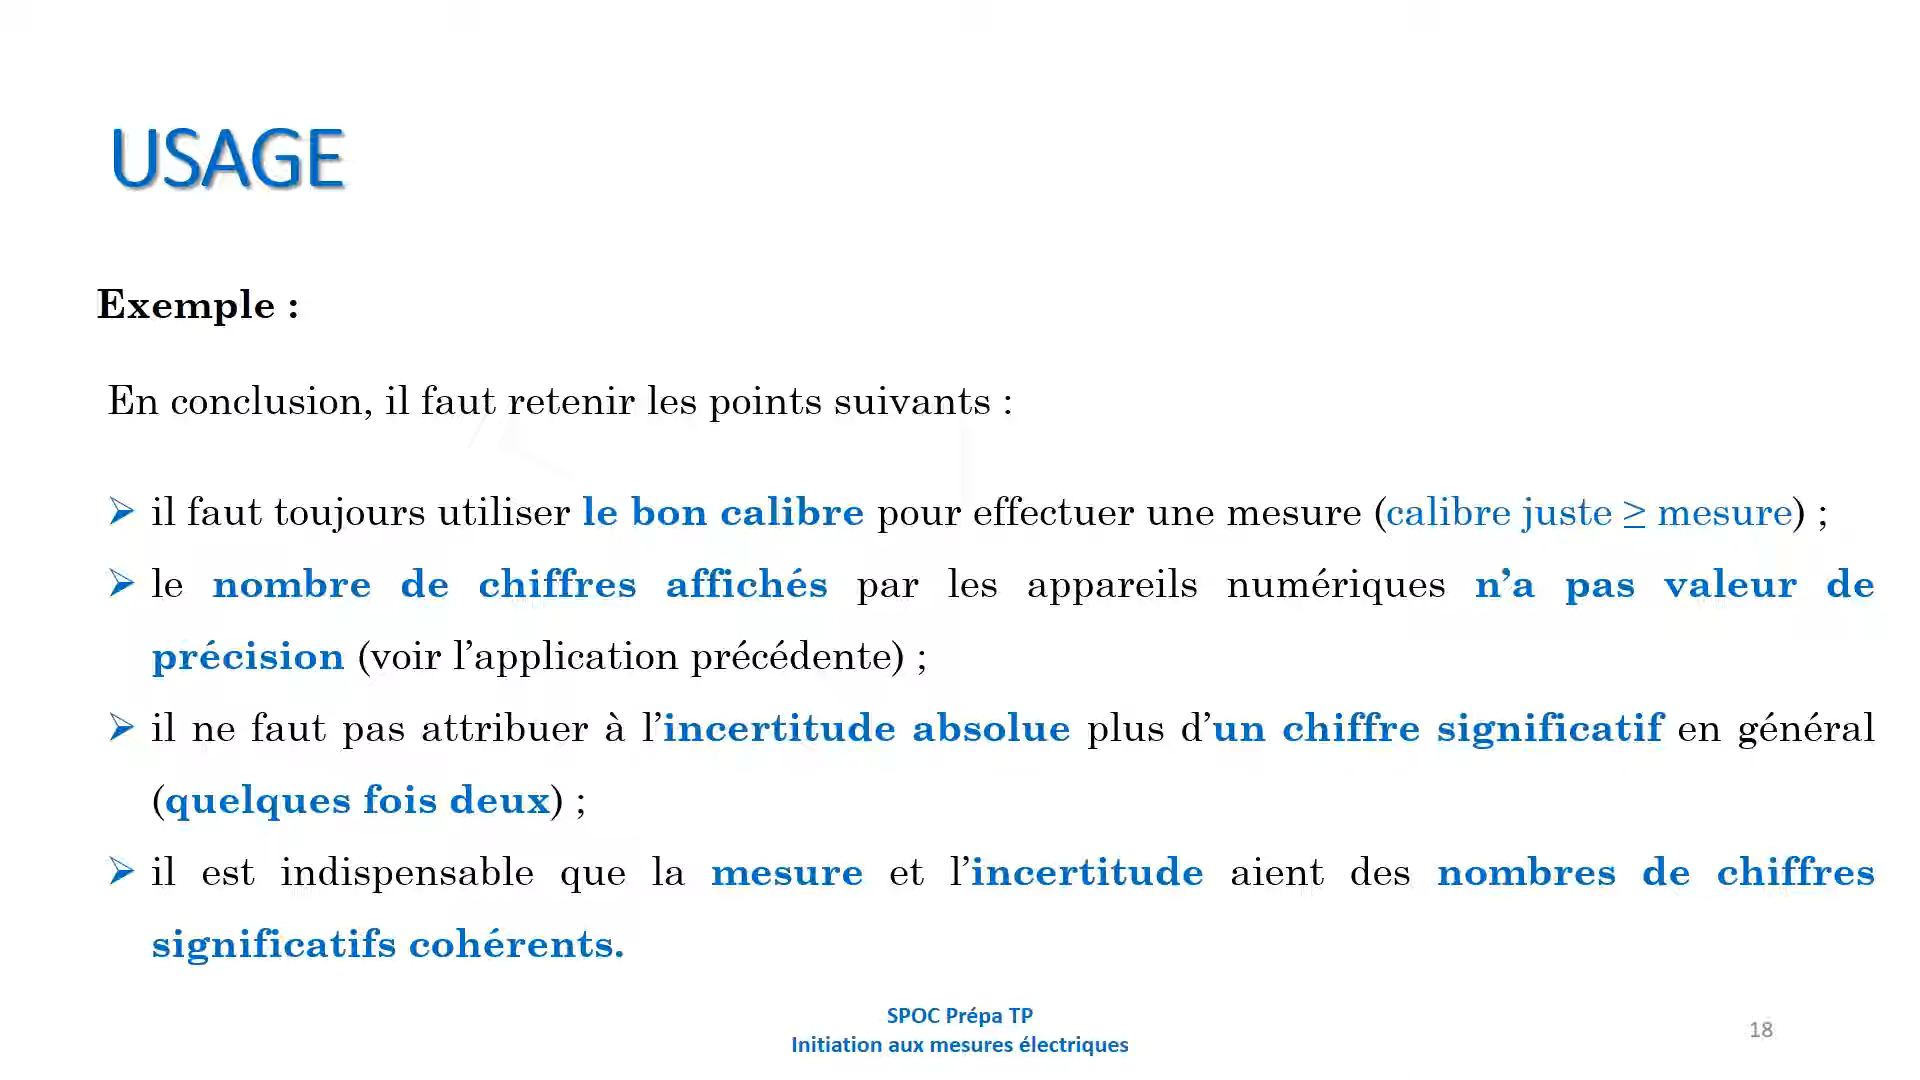 USAGE
Exemple :
En conclusion, il faut retenir les points suivants :
➢ il faut toujours utiliser le bon calibre pour effectuer une mesure (calibre juste ≥ mesure) ;
➢ le nombre de chiffres affichés par les appareils numériques n’a pas valeur de
précision (voir l’application précédente) ;
➢ il ne faut pas attribuer à l’incertitude absolue plus d’un chiffre significatif en général
(quelques fois deux) ;
➢ il est indispensable que la mesure et l’incertitude aient des nombres de chiffres
significatifs cohérents.
SPOC Prépa TP
Initiation aux mesures électriques
18